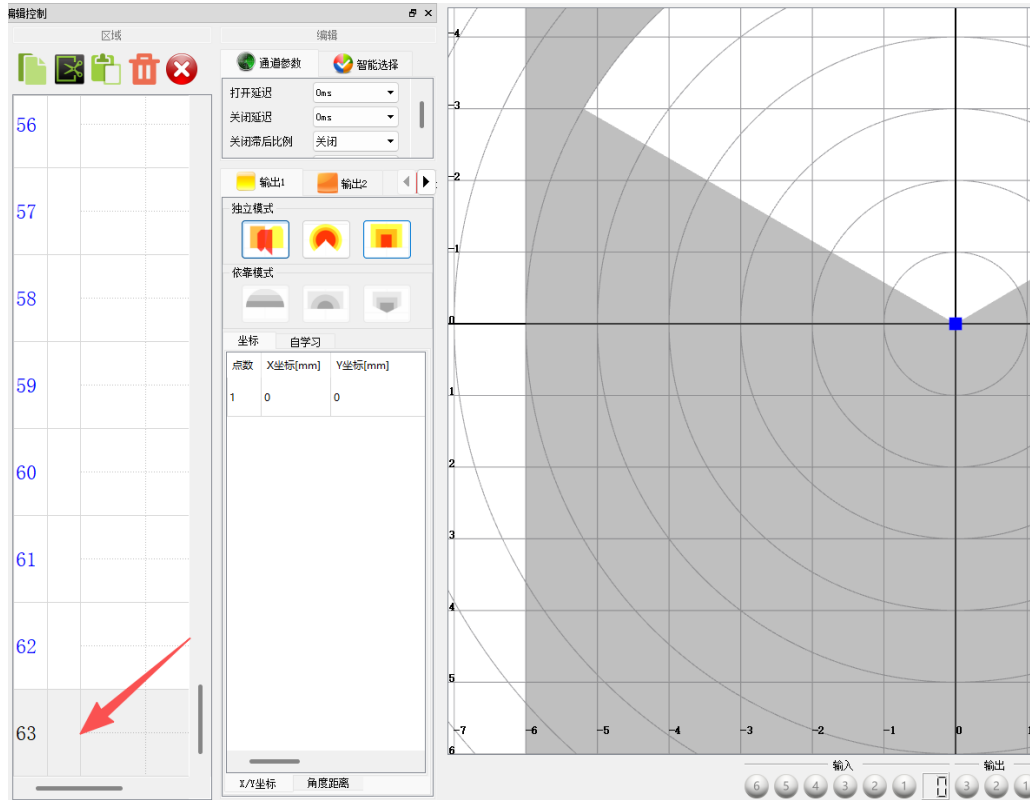 编辑控制
区域
编辑
通道参数
智能选择
打开延迟
0ms
关闭延迟
0ms
关闭滞后比例
关闭
输出1
输出2
独立模式
依靠模式
坐标
自学习
点数 X坐标[mm] Y坐标[mm]
1 0 0
X/Y坐标
角度距离
56
57
58
59
60
61
62
63
-4
-3
-2
-1
0
1
2
3
4
5
6
-7 -6 -5 -4 -3 -2 -1 0 1
输入
输出
6 5 4 3 2 1 0 3 2 1